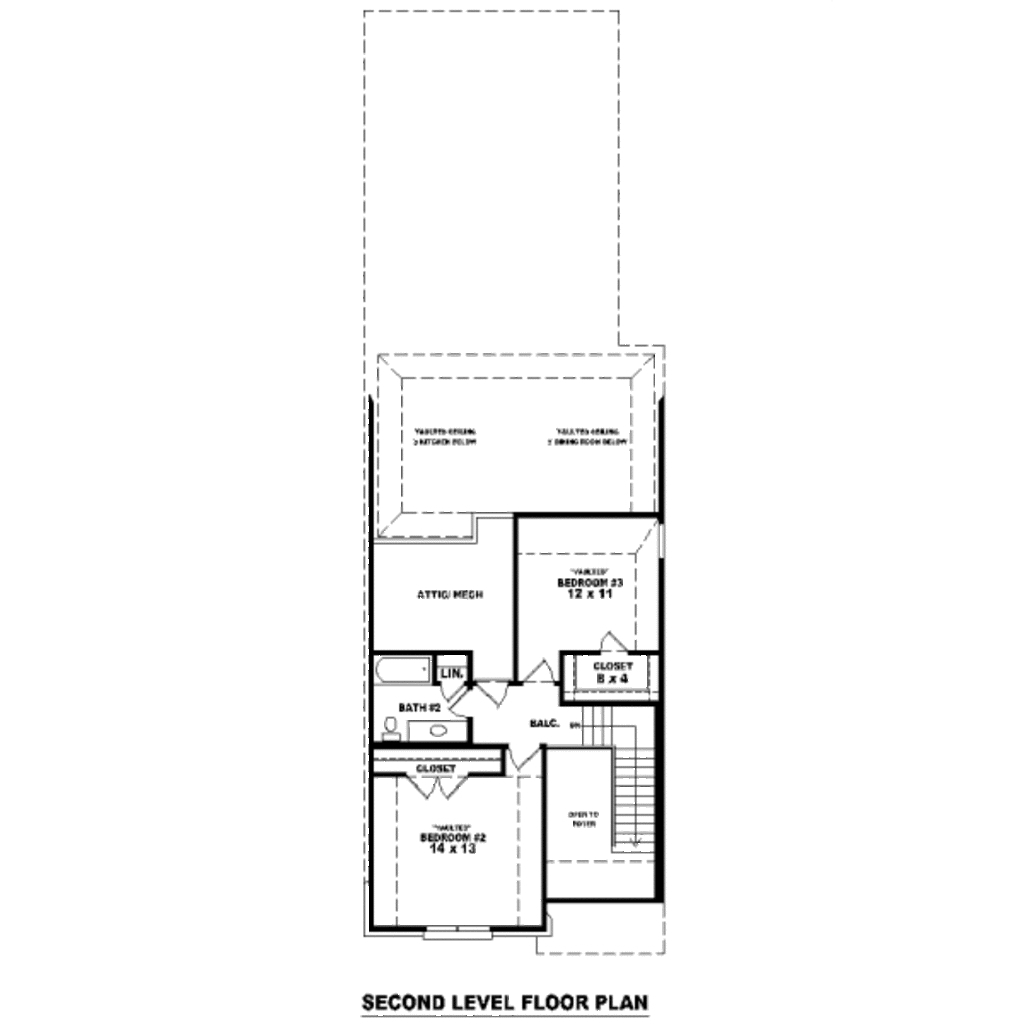 VAULTED CEILING
@ KITCHEN BELOW
VAULTED CEILING
@ DINING ROOM BELOW
"VAULTED"
BEDROOM #3
12 x 11
ATTIC/ MECH
CLOSET
8 x 4
LIN.
BATH #2
BALC.
DN
CLOSET
OPEN TO
FOYER
"VAULTED"
BEDROOM #2
14 x 13
SECOND LEVEL FLOOR PLAN